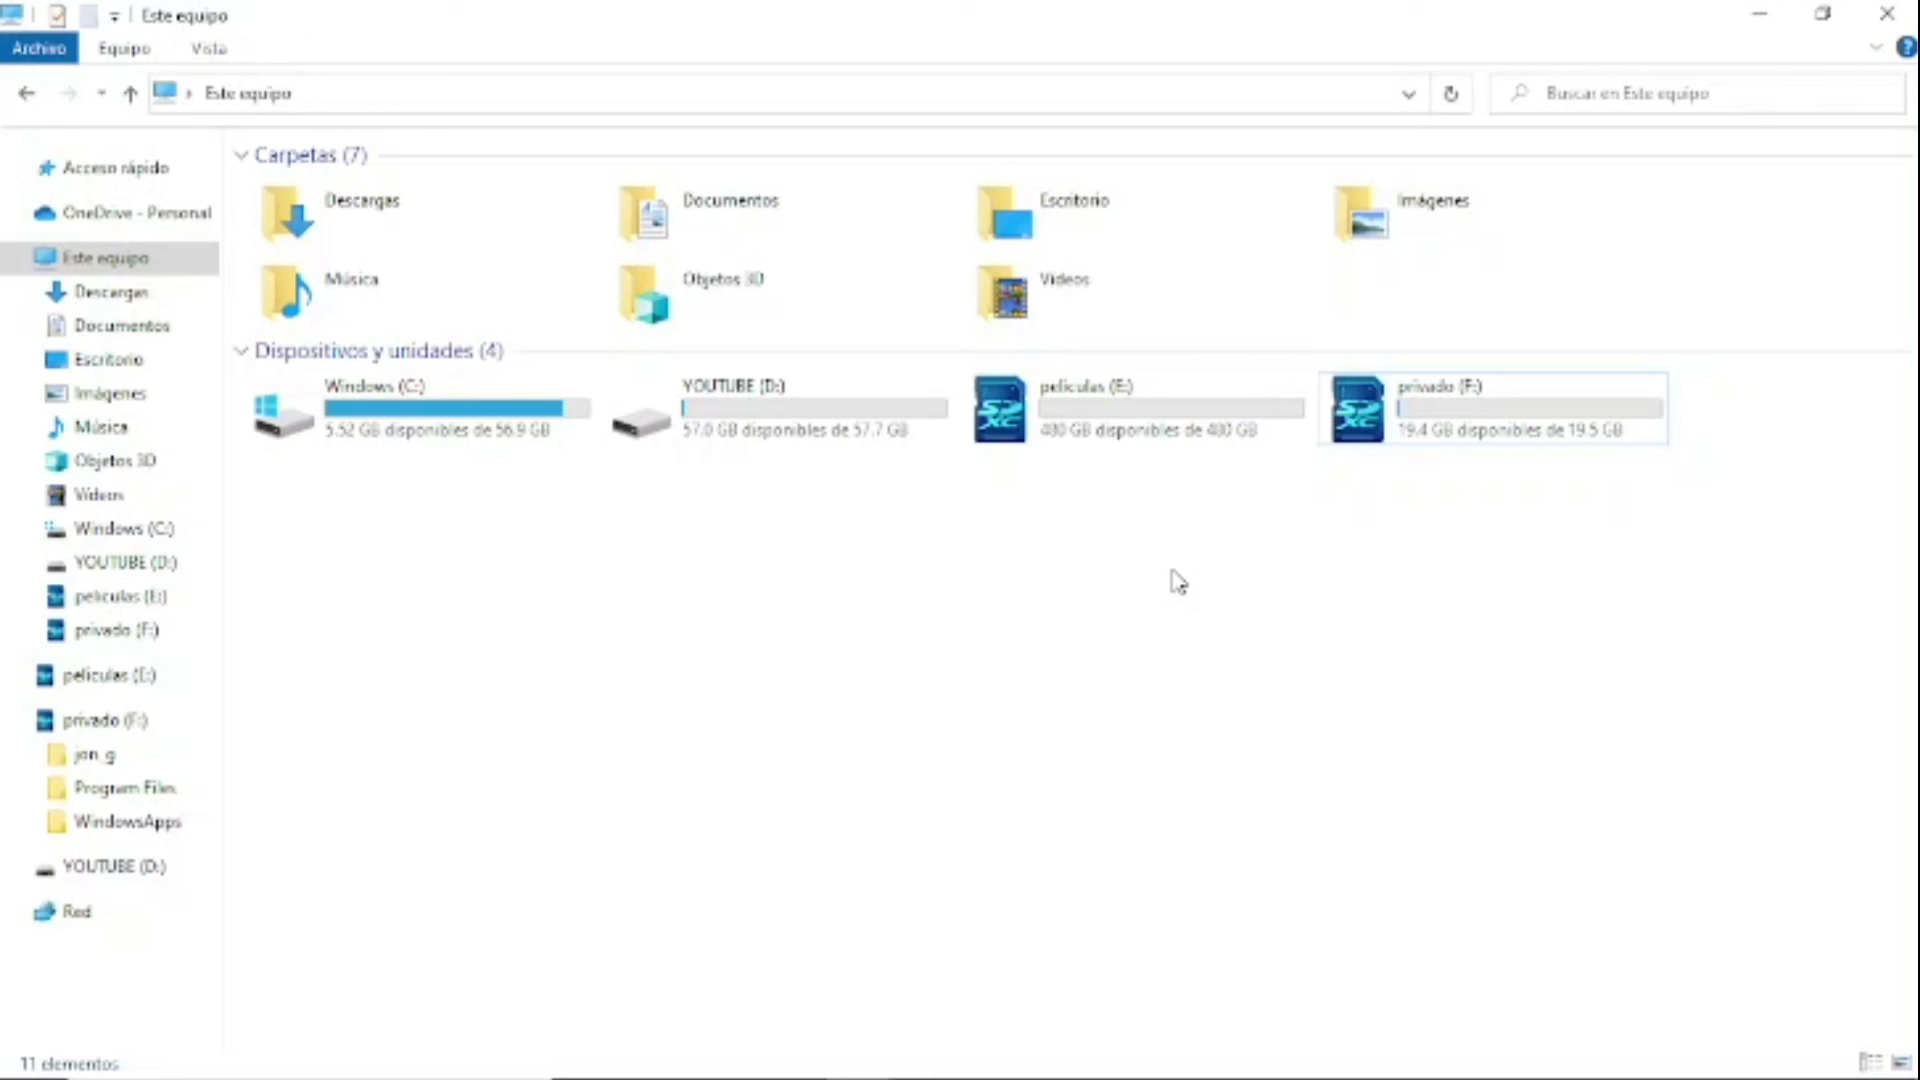 Este equipo
Archivo Equipo Vista
Este equipo
Buscar en Este equipo
Acceso rápido
OneDrive - Personal
Este equipo
Descargas
Documentos
Escritorio
Imágenes
Música
Objetos 3D
Vídeos
Windows (C:)
YOUTUBE (D:)
peliculas (E:)
privado (F:)
peliculas (E:)
privado (F:)
jon_g
Program Files
WindowsApps
YOUTUBE (D:)
Red
Carpetas (7)
Descargas
Documentos
Escritorio
Imágenes
Música
Objetos 3D
Vídeos
Dispositivos y unidades (4)
Windows (C:)
5.52 GB disponibles de 56.9 GB
YOUTUBE (D:)
57.0 GB disponibles de 57.7 GB
peliculas (E:)
480 GB disponibles de 480 GB
privado (F:)
19.4 GB disponibles de 19.5 GB
11 elementos